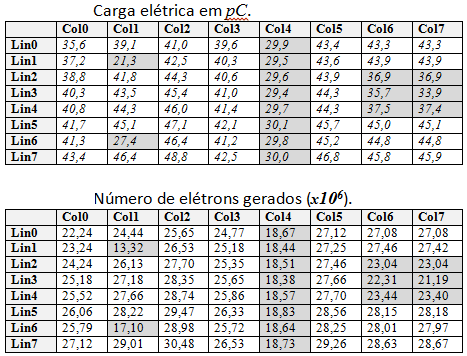 Carga elétrica em pC.
Col0 Col1 Col2 Col3 Col4 Col5 Col6 Col7
Lin0 35,6 39,1 41,0 39,6 29,9 43,4 43,3 43,3
Lin1 37,2 21,3 42,5 40,3 29,5 43,6 43,9 43,9
Lin2 38,8 41,8 44,3 40,6 29,6 43,9 36,9 36,9
Lin3 40,3 43,5 45,4 41,0 29,4 44,3 35,7 33,9
Lin4 40,8 44,3 46,0 41,4 29,7 44,3 37,5 37,4
Lin5 41,7 45,1 47,1 42,1 30,1 45,7 45,0 45,1
Lin6 41,3 27,4 46,4 41,2 29,8 45,2 44,8 44,8
Lin7 43,4 46,4 48,8 42,5 30,0 46,8 45,8 45,9
Número de elétrons gerados (x10⁶).
Col0 Col1 Col2 Col3 Col4 Col5 Col6 Col7
Lin0 22,24 24,44 25,65 24,77 18,67 27,12 27,08 27,08
Lin1 23,24 13,32 26,53 25,18 18,44 27,25 27,46 27,42
Lin2 24,24 26,13 27,70 25,35 18,51 27,46 23,04 23,04
Lin3 25,18 27,18 28,35 25,65 18,38 27,66 22,31 21,19
Lin4 25,52 27,66 28,74 25,86 18,57 27,70 23,44 23,40
Lin5 26,06 28,22 29,47 26,33 18,83 28,56 28,15 28,18
Lin6 25,79 17,10 28,98 25,72 18,64 28,25 28,01 27,97
Lin7 27,12 29,01 30,48 26,53 18,73 29,26 28,63 28,67